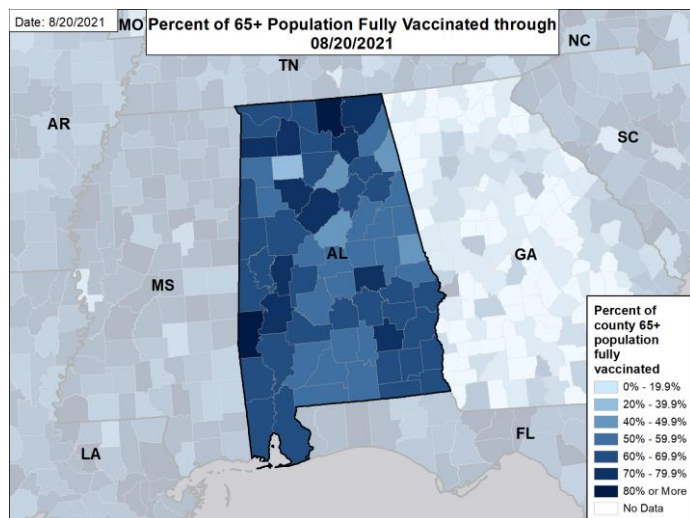 Date: 8/20/2021
Percent of 65+ Population Fully Vaccinated through
08/20/2021
MO
NC
TN
AR
SC
AL
GA
MS
LA
FL
Percent of
county 65+
population
fully
vaccinated
0% - 19.9%
20% - 39.9%
40% - 49.9%
50% - 59.9%
60% - 69.9%
70% - 79.9%
80% or More
No Data